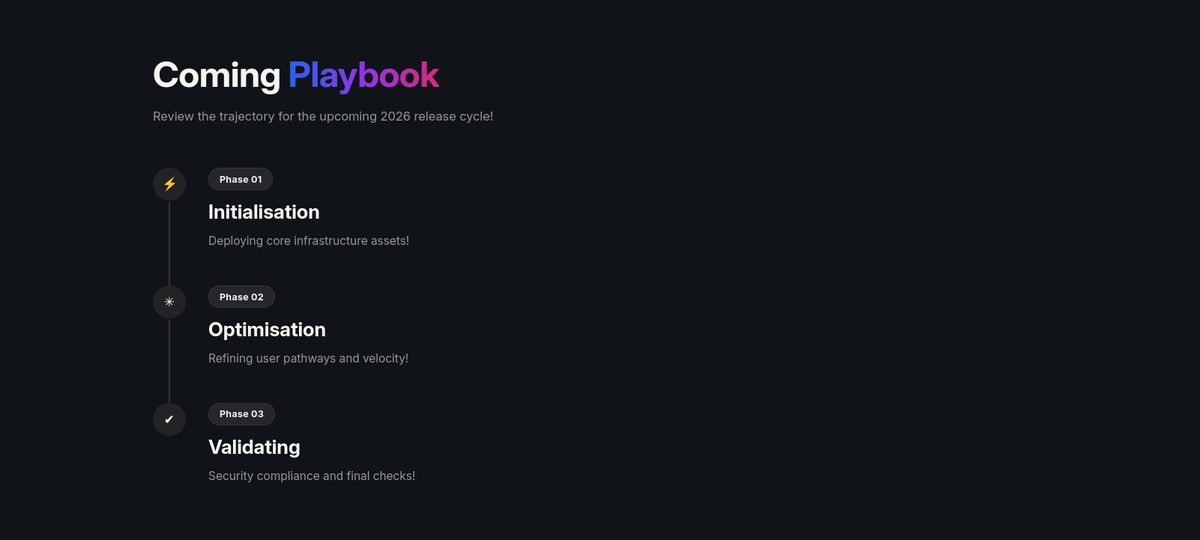 Coming Playbook
Review the trajectory for the upcoming 2026 release cycle!
Phase 01
Initialisation
Deploying core infrastructure assets!
Phase 02
Optimisation
Refining user pathways and velocity!
Phase 03
Validating
Security compliance and final checks!